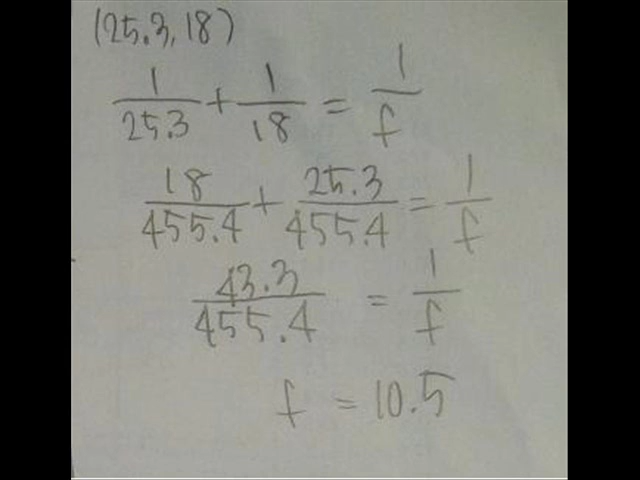 (25.3, 18)
1/25.3 + 1/18 = 1/f
18/455.4 + 25.3/455.4 = 1/f
43.3/455.4 = 1/f
f = 10.5